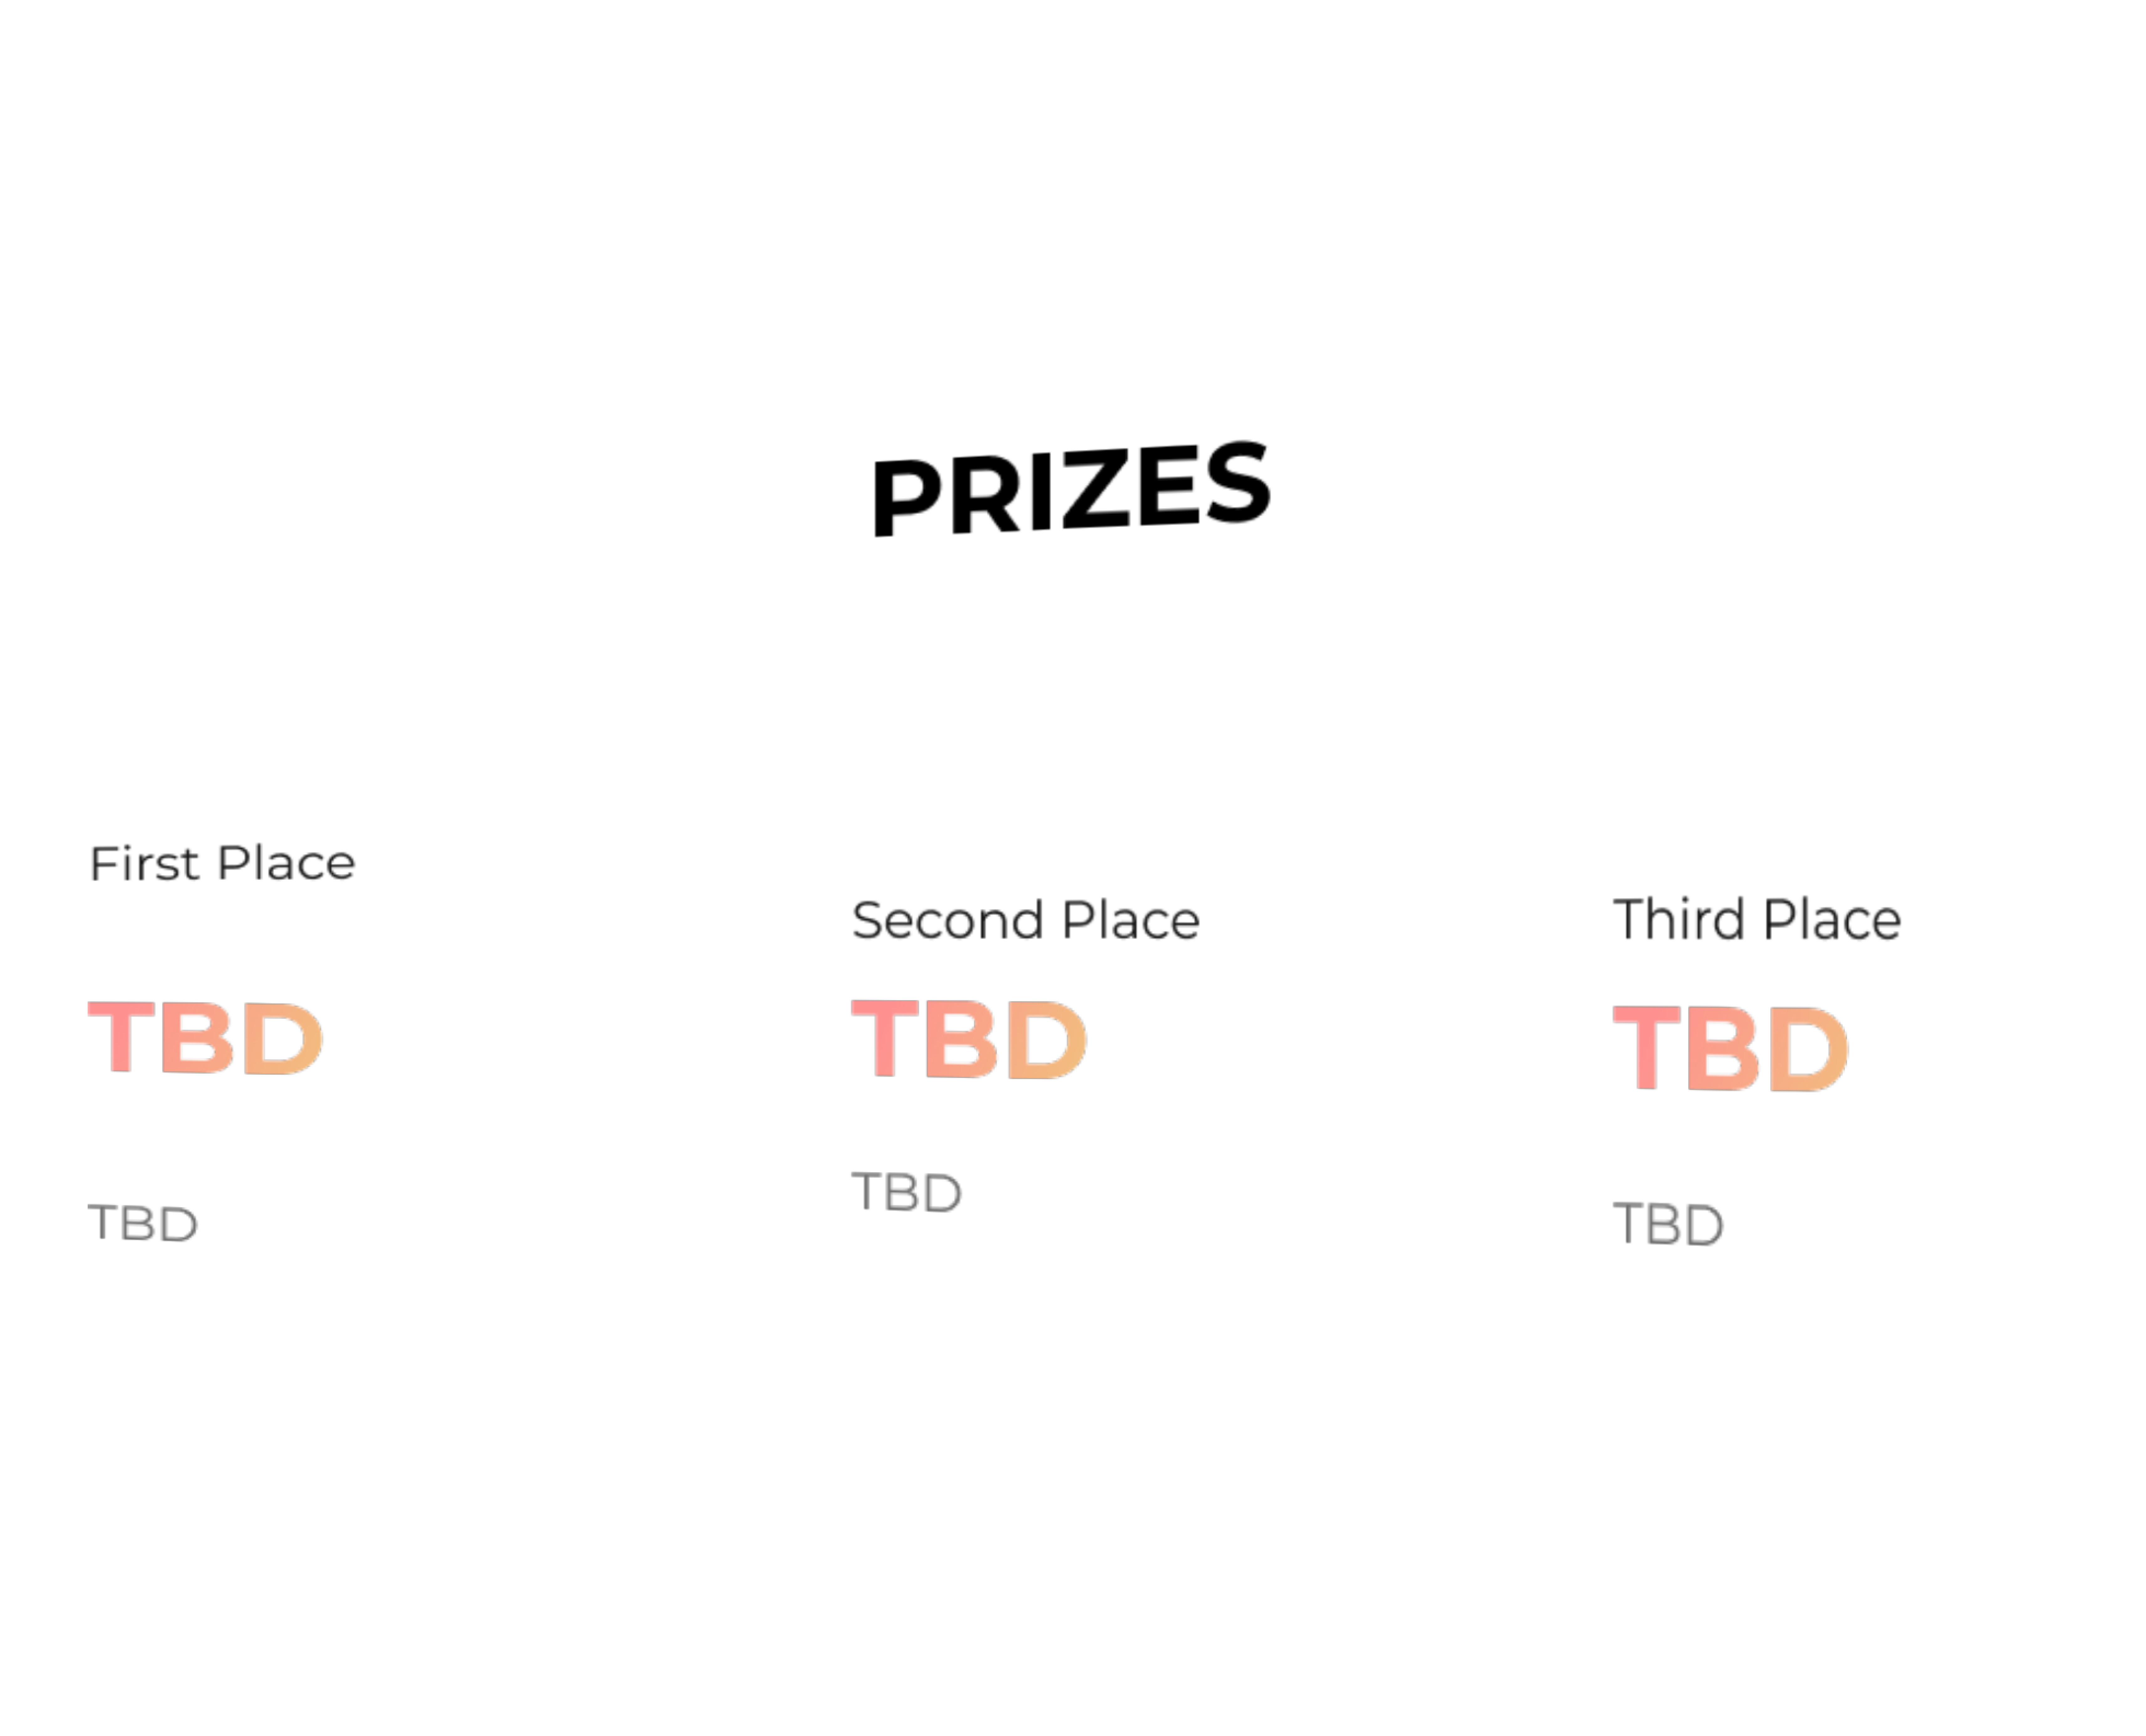 PRIZES
First Place
TBD
TBD
Second Place
TBD
TBD
Third Place
TBD
TBD